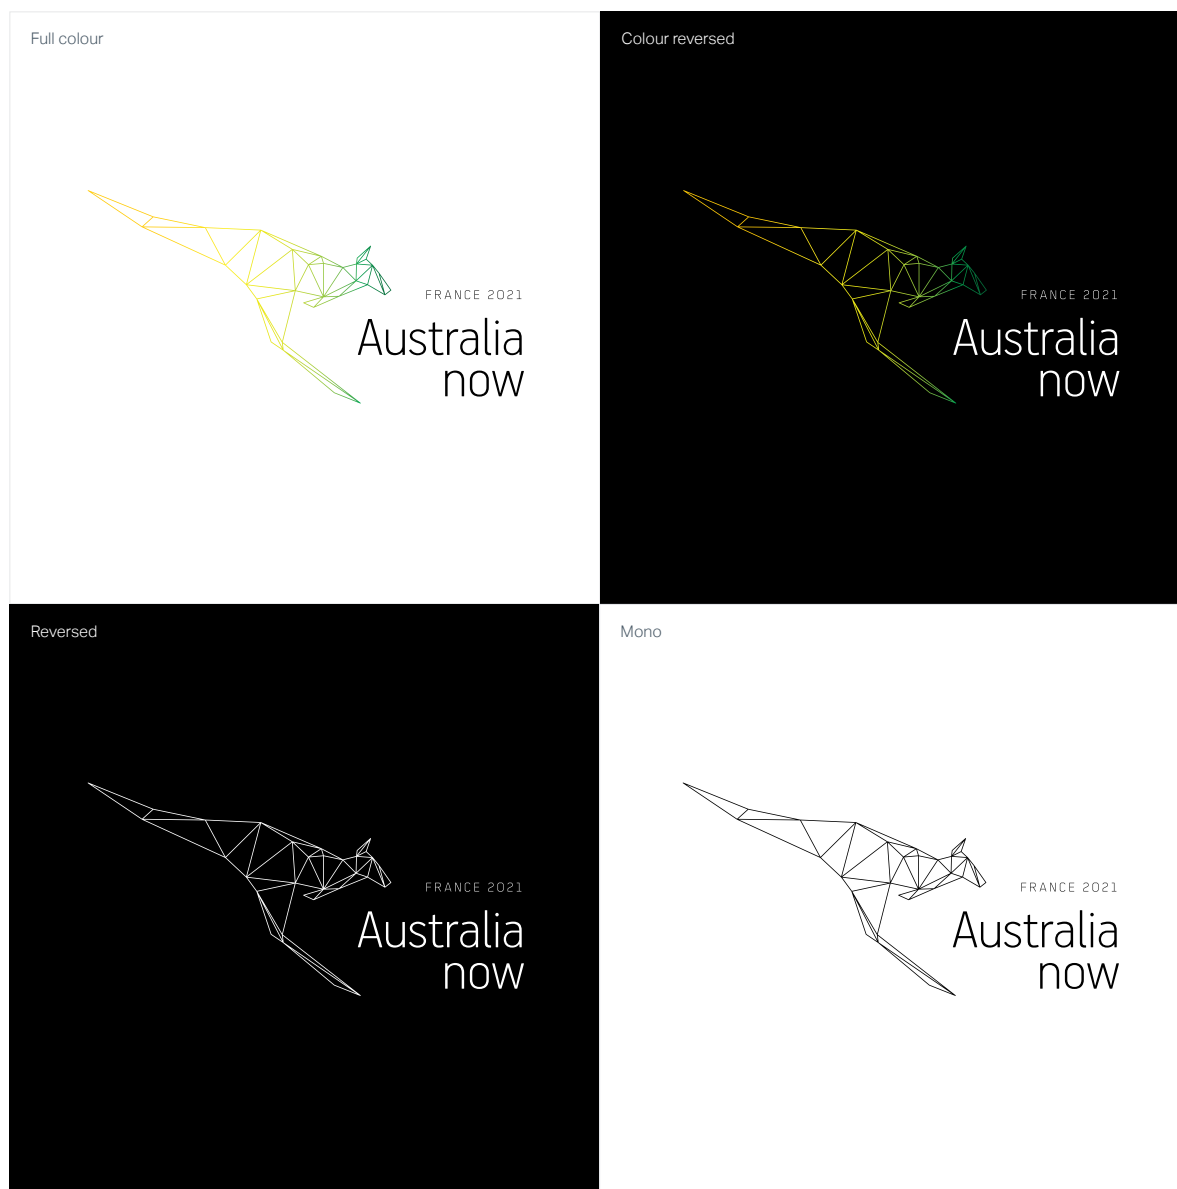 Full colour
FRANCE 2021
Australia
now
Colour reversed
FRANCE 2021
Australia
now
Reversed
FRANCE 2021
Australia
now
Mono
FRANCE 2021
Australia
now